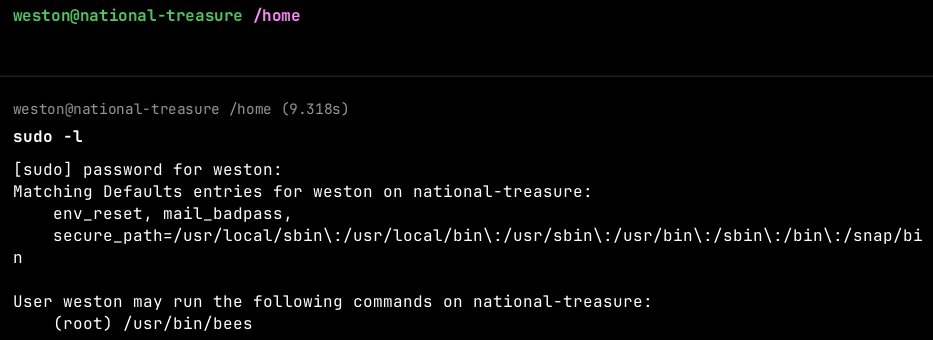 weston@national-treasure /home
weston@national-treasure /home (9.318s)
sudo -l
[sudo] password for weston:
Matching Defaults entries for weston on national-treasure:
    env_reset, mail_badpass,
    secure_path=/usr/local/sbin\:/usr/local/bin\:/usr/sbin\:/usr/bin\:/sbin\:/bin\:/snap/bi
n
User weston may run the following commands on national-treasure:
    (root) /usr/bin/bees